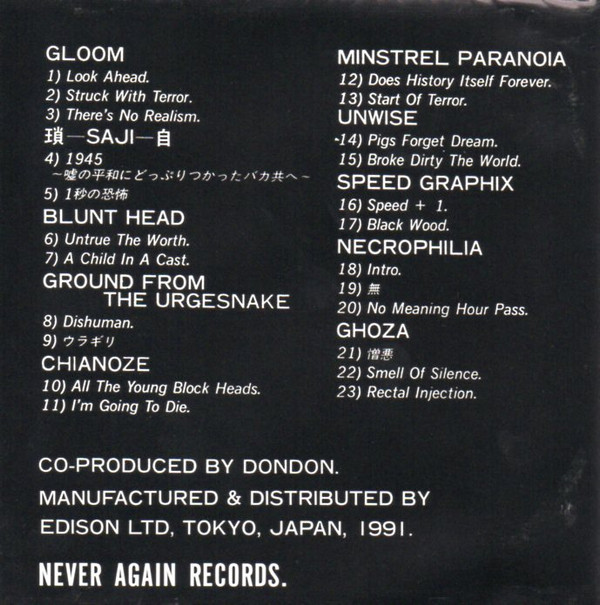 GLOOM
1) Look Ahead.
2) Struck With Terror.
3) There's No Realism.
瑣—SAJI—自
4) 1945
～嘘の平和にどっぷりつかったバカ共へ～
5) 1秒の恐怖
BLUNT HEAD
6) Untrue The Worth.
7) A Child In A Cast.
GROUND FROM
THE URGESNAKE
8) Dishuman.
9) ウラギリ
CHIANOZE
10) All The Young Block Heads.
11) I'm Going To Die.
MINSTREL PARANOIA
12) Does History Itself Forever.
13) Start Of Terror.
UNWISE
14) Pigs Forget Dream.
15) Broke Dirty The World.
SPEED GRAPHIX
16) Speed + 1.
17) Black Wood.
NECROPHILIA
18) Intro.
19) 無
20) No Meaning Hour Pass.
GHOZA
21) 憎悪
22) Smell Of Silence.
23) Rectal Injection.
CO-PRODUCED BY DONDON.
MANUFACTURED & DISTRIBUTED BY
EDISON LTD, TOKYO, JAPAN, 1991.
NEVER AGAIN RECORDS.